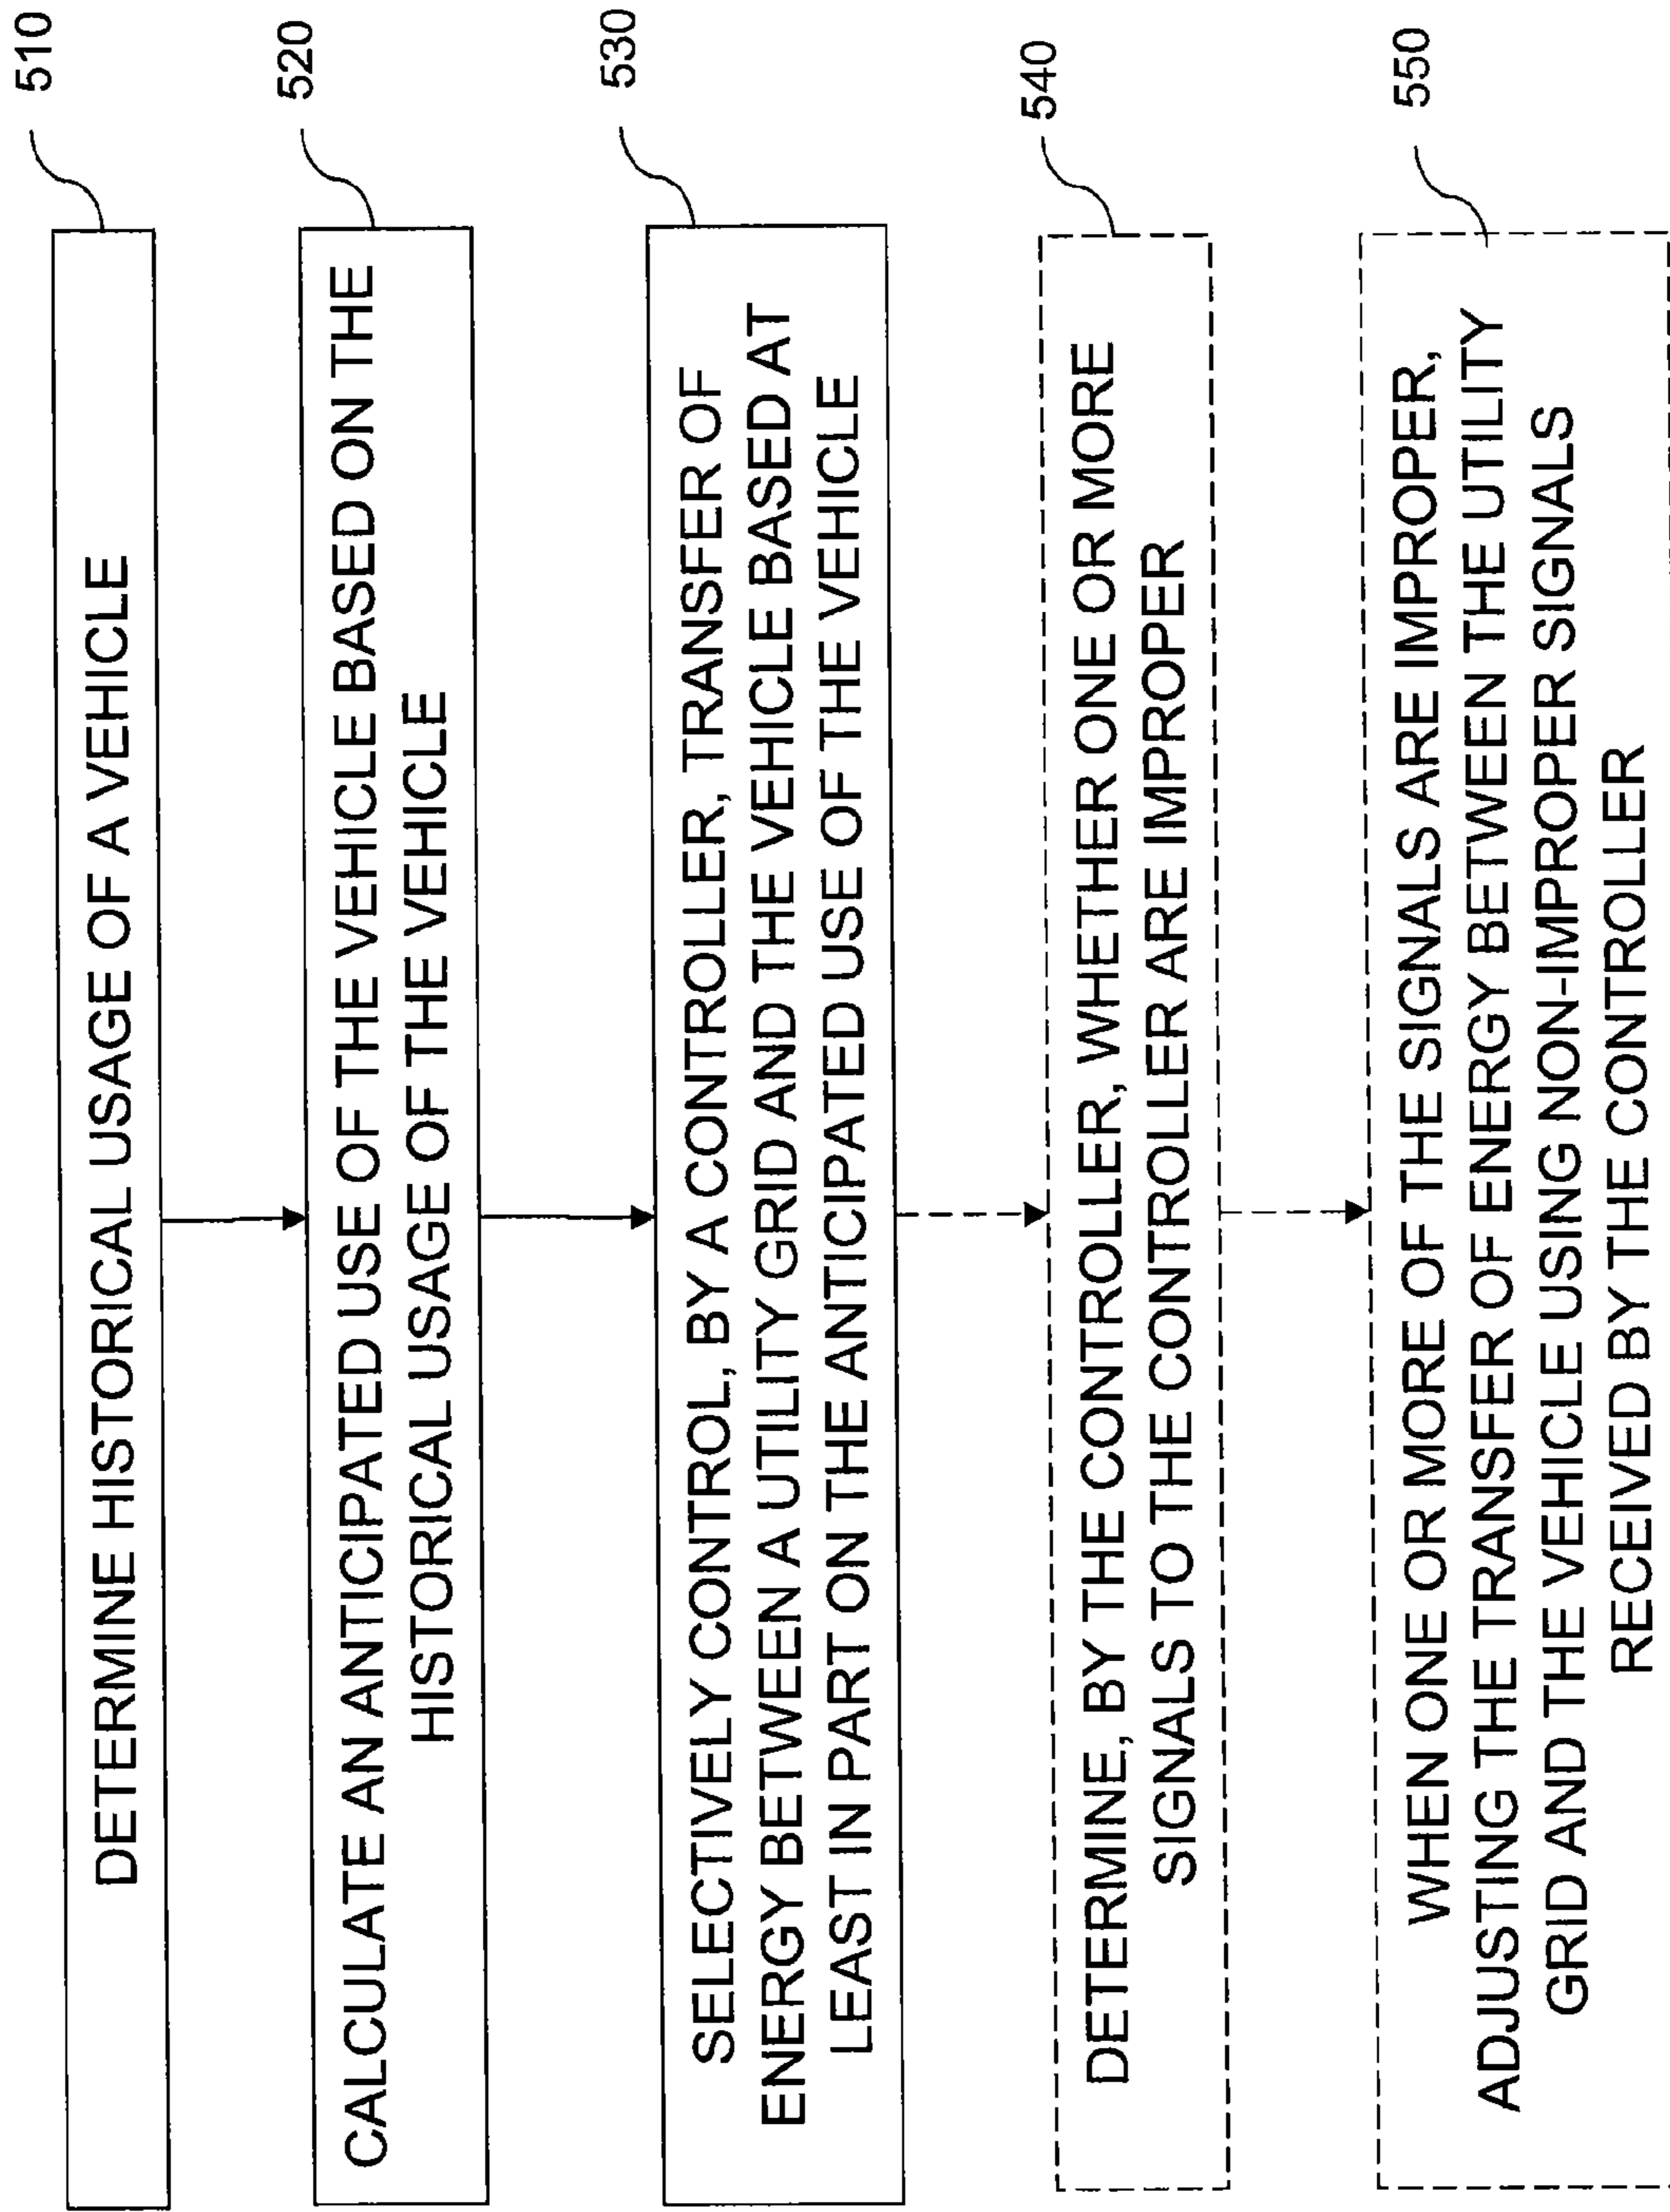 510
DETERMINE HISTORICAL USAGE OF A VEHICLE
520
CALCULATE AN ANTICIPATED USE OF THE VEHICLE BASED ON THE
HISTORICAL USAGE OF THE VEHICLE
530
SELECTIVELY CONTROL, BY A CONTROLLER, TRANSFER OF
ENERGY BETWEEN A UTILITY GRID AND THE VEHICLE BASED AT
LEAST IN PART ON THE ANTICIPATED USE OF THE VEHICLE
540
DETERMINE, BY THE CONTROLLER, WHETHER ONE OR MORE
SIGNALS TO THE CONTROLLER ARE IMPROPER
550
WHEN ONE OR MORE OF THE SIGNALS ARE IMPROPER,
ADJUSTING THE TRANSFER OF ENERGY BETWEEN THE UTILITY
GRID AND THE VEHICLE USING NON-IMPROPER SIGNALS
RECEIVED BY THE CONTROLLER